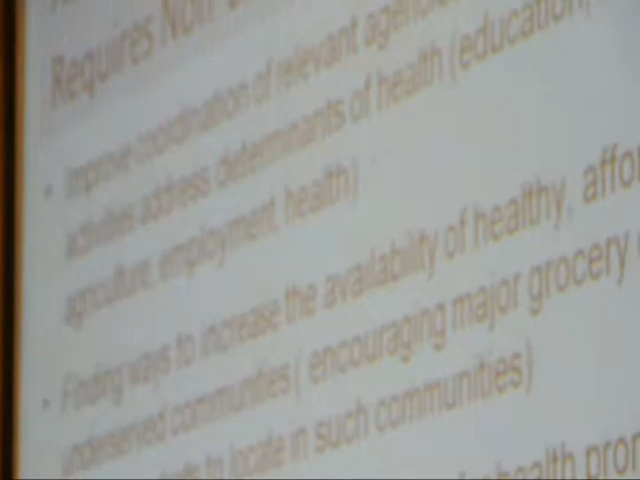 Requires Non
Improve coordination of relevant agencies
activities address determinants of health (education,
agriculture, employment, health)
Finding ways to increase the availability of healthy, affor
undeserved communities( encouraging major grocery
to locate in such communities)
health pro